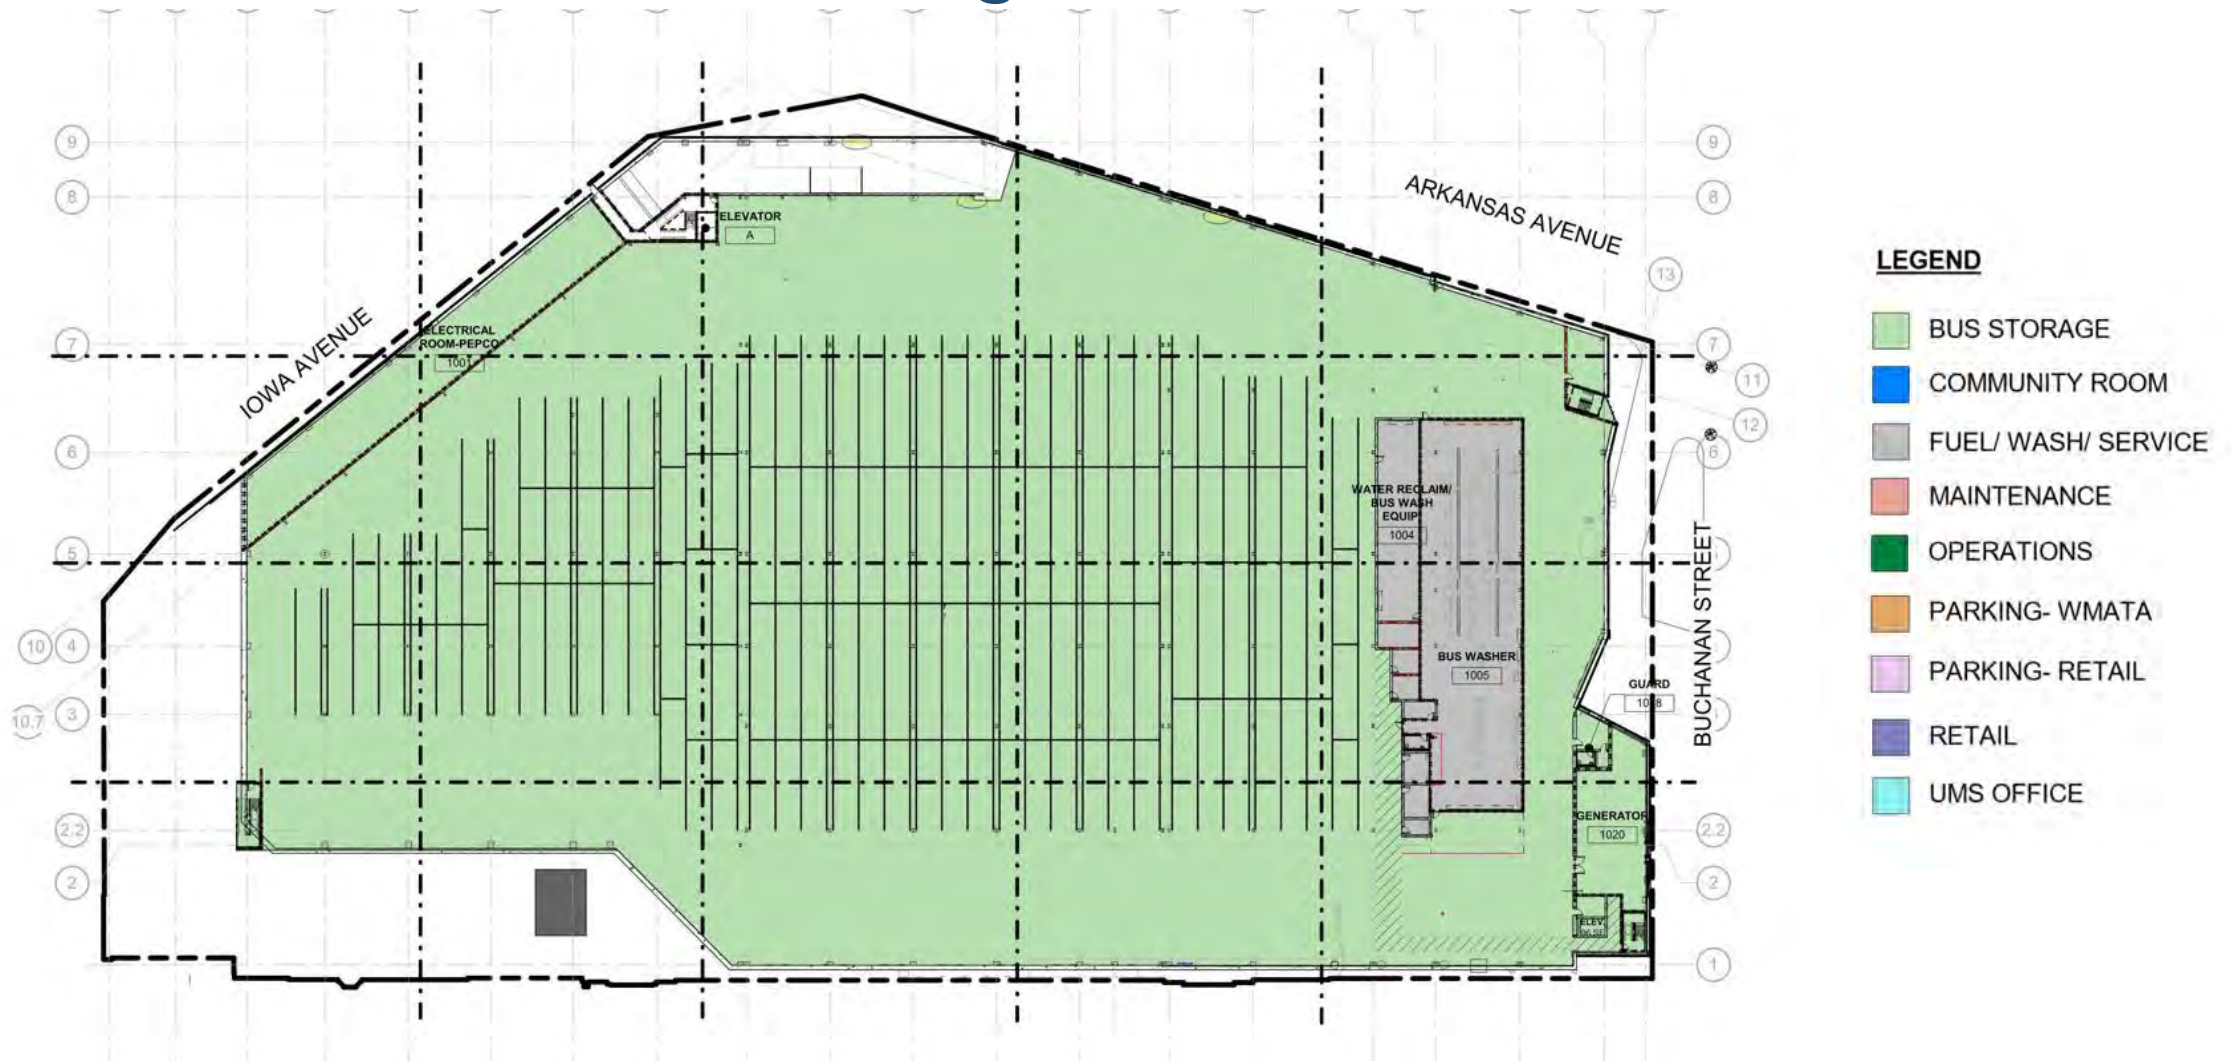 9
8
7
6
5
10
4
10.7
3
2.2
2
IOWA AVENUE
ELECTRICAL
ROOM-PEPCO
1001
ELEVATOR
A
ARKANSAS AVENUE
WATER RECLAIM/
BUS WASH
EQUIP
1004
BUS WASHER
1005
GUARD
GENERATOR
1020
ELEV.
BUCHANAN STREET
9
8
13
7
11
12
6
2.2
2
1
LEGEND
BUS STORAGE
COMMUNITY ROOM
FUEL/ WASH/ SERVICE
MAINTENANCE
OPERATIONS
PARKING- WMATA
PARKING- RETAIL
RETAIL
UMS OFFICE